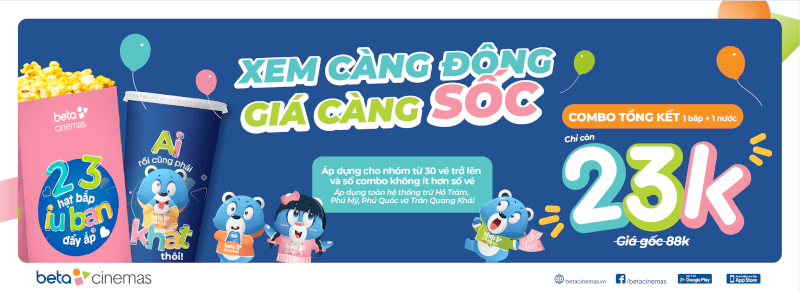 XEM CÀNG ĐÔNG
GIÁ CÀNG SỐC
COMBO TỔNG KẾT 1 bắp + 1 nước
Chỉ còn
23k
Giá gốc 88k
Áp dụng cho nhóm từ 30 vé trở lên
và số combo không ít hơn số vé
Áp dụng toàn hệ thống trừ Hồ Tràm,
Phú Mỹ, Phú Quốc và Trần Quang Khải
beta
cinemas
2 3
hạt bắp
iu bạn
đầy ắp
Ai
rồi cũng phải
khát
thôi!
beta cinemas
betacinemas.vn
/betacinemas
Google Play
App Store